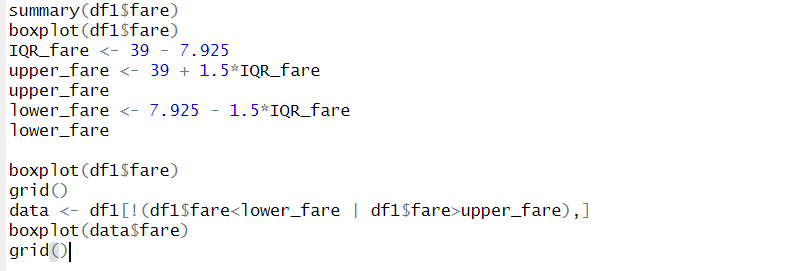 summary(df1$fare)
boxplot(df1$fare)
IQR_fare <- 39 - 7.925
upper_fare <- 39 + 1.5*IQR_fare
upper_fare
lower_fare <- 7.925 - 1.5*IQR_fare
lower_fare
boxplot(df1$fare)
grid()
data <- df1[!(df1$fare<lower_fare | df1$fare>upper_fare),]
boxplot(data$fare)
grid()